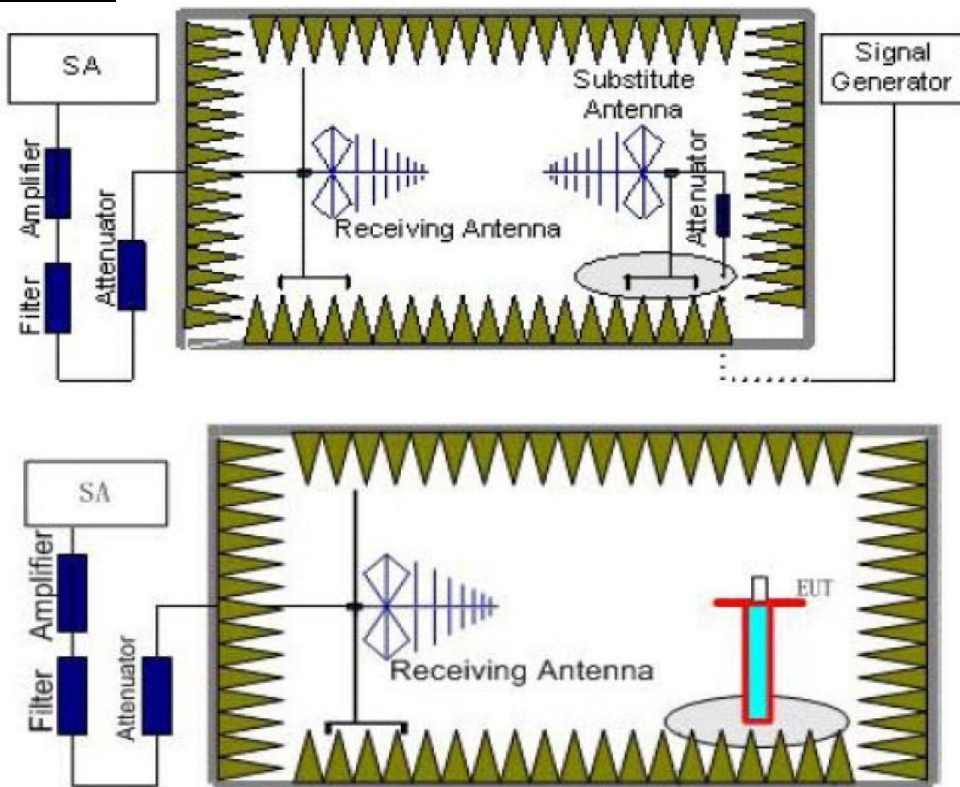 SA
Signal
Generator
Substitute
Antenna
Amplifier
Attenuator
Filter
Receiving Antenna
Attenuator
SA
Amplifier
Filter
Attenuator
Receiving Antenna
EUT